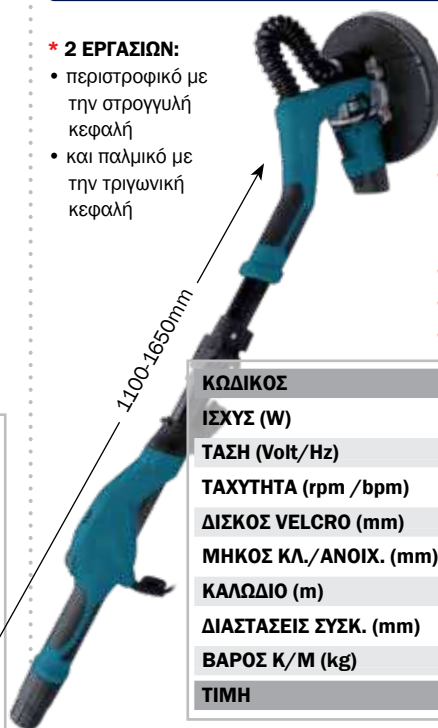 * 2 ΕΡΓΑΣΙΩΝ:
• περιστροφικό με
την στρογγυλή
κεφαλή
• και παλμικό με
την τριγωνική
κεφαλή
1100-1650mm
ΚΩΔΙΚΟΣ
ΙΣΧΥΣ (W)
ΤΑΣΗ (Volt/Hz)
ΤΑΧΥΤΗΤΑ (rpm /bpm)
ΔΙΣΚΟΣ VELCRO (mm)
ΜΗΚΟΣ ΚΛ./ΑΝΟΙΧ. (mm)
ΚΑΛΩΔΙΟ (m)
ΔΙΑΣΤΑΣΕΙΣ ΣΥΣΚ. (mm)
ΒΑΡΟΣ Κ/Μ (kg)
ΤΙΜΗ